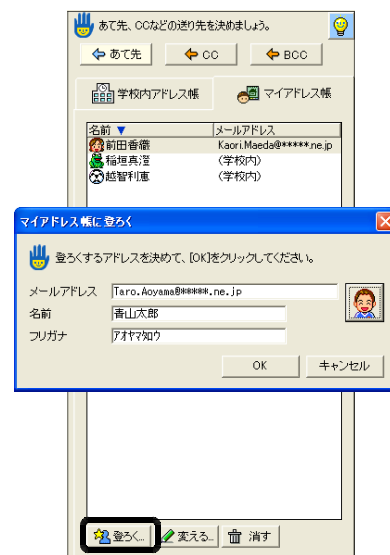 あて先、CCなどの送り先を決めましょう。
あて先 CC BCC
学校内アドレス帳 マイアドレス帳
名前 ▼ メールアドレス
前田香織 Kaori.Maeda@*****.ne.jp
稲垣真澄 (学校内)
越智利恵 (学校内)
マイアドレス帳に登ろく
登ろくするアドレスを決めて、[OK]をクリックしてください。
メールアドレス Taro.Aoyama@*****.ne.jp
名前 青山太郎
フリガナ アオヤマタロウ
OK キャンセル
登ろく... 変える... 消す